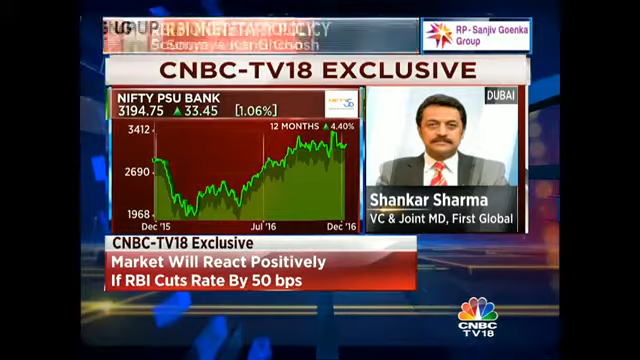 RP-Sanjiv Goenka
Group
CNBC-TV18 EXCLUSIVE
NIFTY PSU BANK
3194.75 ▲ 33.45 [1.06%]
12 MONTHS ▲ 4.40%
3412
2690
1968
Dec '15
Jul '16
Dec '16
DUBAI
Shankar Sharma
VC & Joint MD, First Global
CNBC-TV18 Exclusive
Market Will React Positively
If RBI Cuts Rate By 50 bps
CNBC
TV18